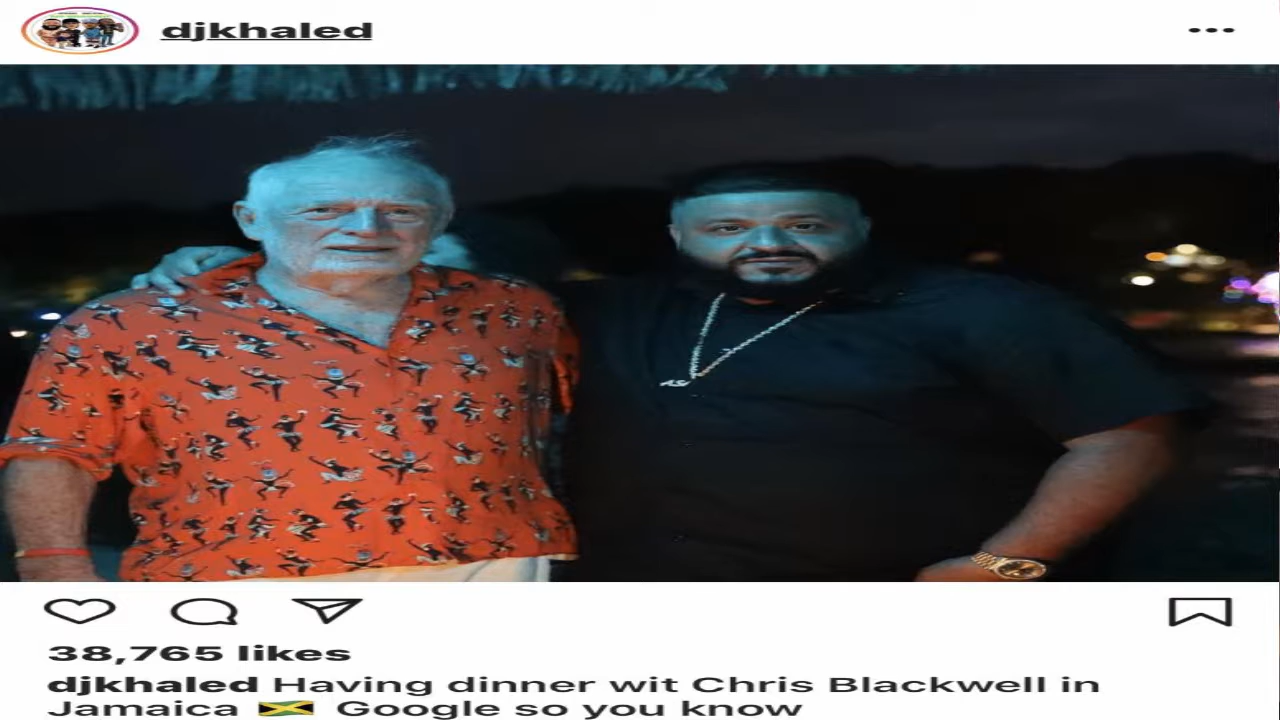 djkhaled
38,765 likes
djkhaled Having dinner wit Chris Blackwell in
Jamaica 🇯🇲 Google so you know